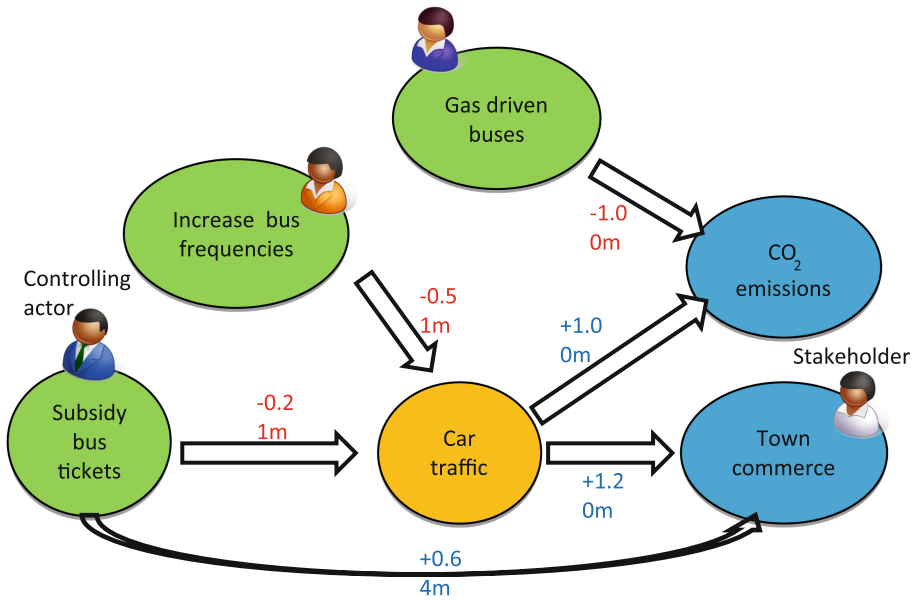 Gas driven
buses
Increase bus
frequencies
-1.0
0m
CO2
emissions
Controlling
actor
-0.5
1m
+1.0
0m
Stakeholder
Subsidy
bus
tickets
-0.2
1m
Car
traffic
Town
commerce
+1.2
0m
+0.6
4m